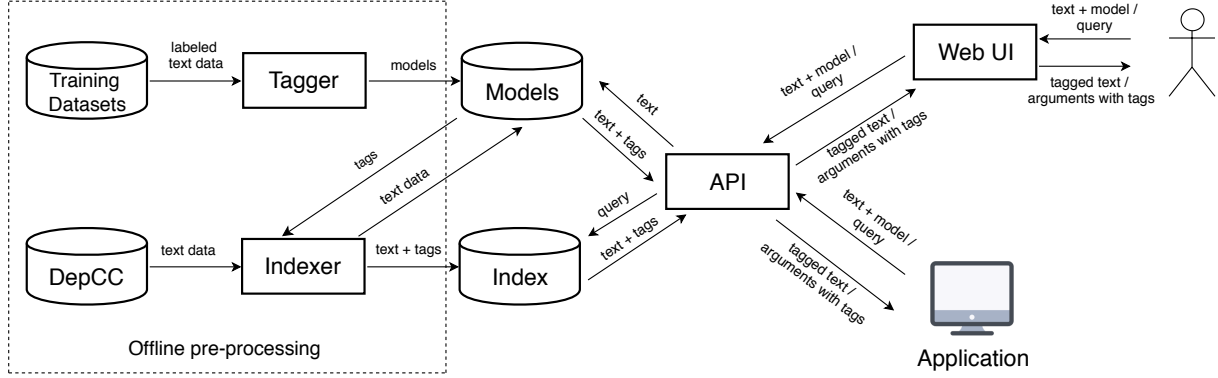 Training
Datasets
labeled
text data
Tagger
models
Models
tags
text data
DepCC
text data
Indexer
text + tags
Index
Offline pre-processing
text
text + tags
query
text + tags
API
text + model /
query
tagged text /
arguments with tags
Web UI
text + model /
query
tagged text /
arguments with tags
text + model /
query
tagged text /
arguments with tags
Application